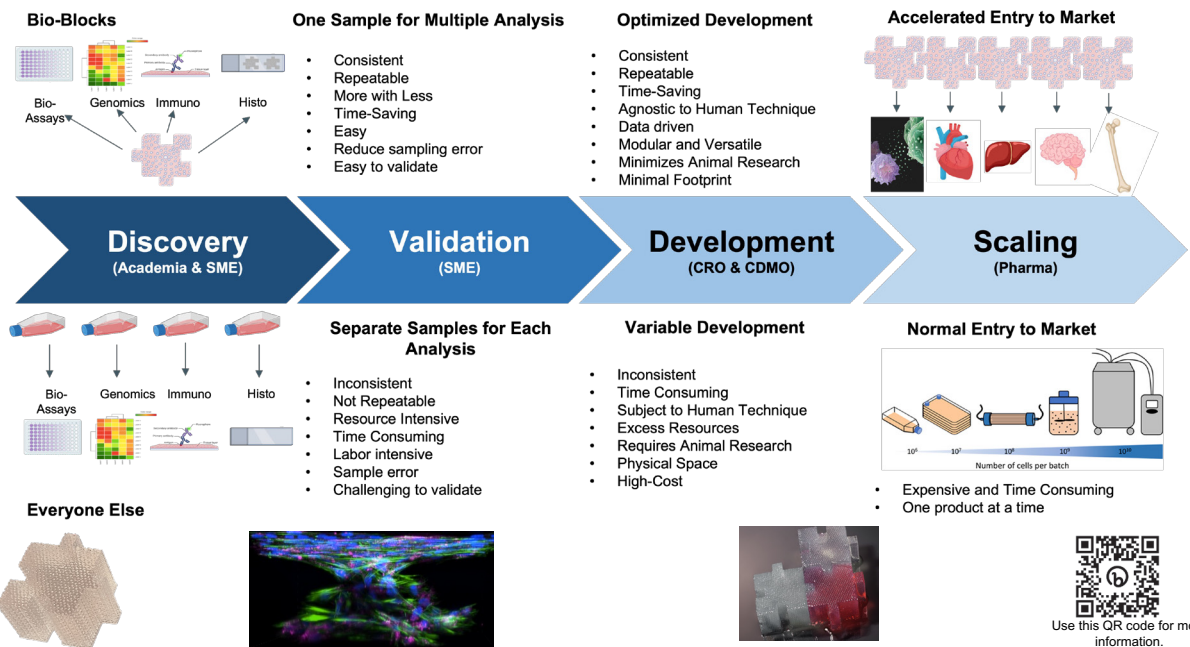 Bio-Blocks
Bio-
Assays
Genomics
Immuno
Histo
One Sample for Multiple Analysis
• Consistent
• Repeatable
• More with Less
• Time-Saving
• Easy
• Reduce sampling error
• Easy to validate
Optimized Development
• Consistent
• Repeatable
• Time-Saving
• Agnostic to Human Technique
• Data driven
• Modular and Versatile
• Minimizes Animal Research
• Minimal Footprint
Accelerated Entry to Market
Discovery
(Academia & SME)
Validation
(SME)
Development
(CRO & CDMO)
Scaling
(Pharma)
Bio-
Assays
Genomics
Immuno
Histo
Everyone Else
Separate Samples for Each
Analysis
• Inconsistent
• Not Repeatable
• Resource Intensive
• Time Consuming
• Labor intensive
• Sample error
• Challenging to validate
Variable Development
• Inconsistent
• Time Consuming
• Subject to Human Technique
• Excess Resources
• Requires Animal Research
• Physical Space
• High-Cost
Normal Entry to Market
10⁶ 10⁷ 10⁸ 10⁹ 10¹⁰
Number of cells per batch
• Expensive and Time Consuming
• One product at a time
Use this QR code for mo
information.